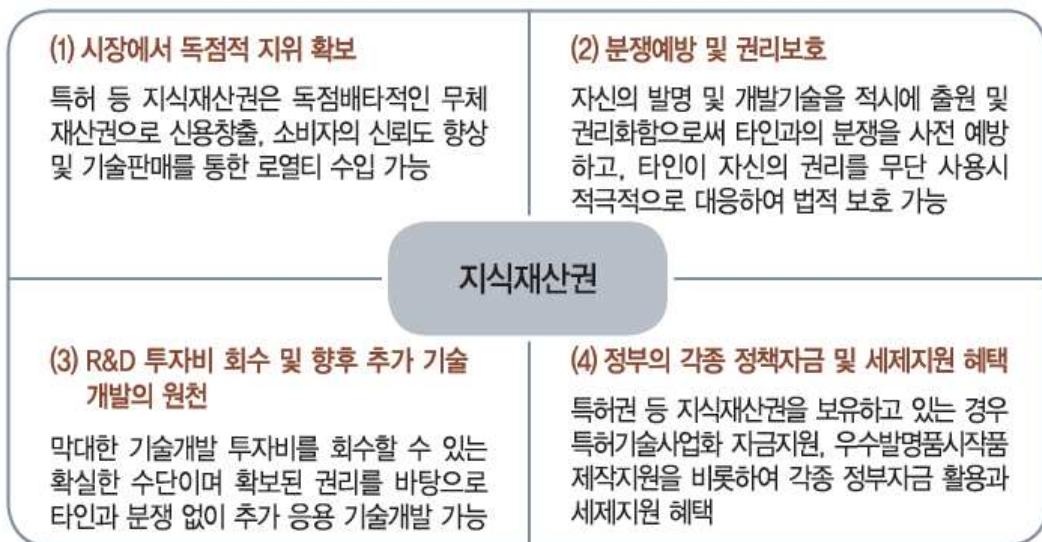 (1) 시장에서 독점적 지위 확보
특허 등 지식재산권은 독점배타적인 무체
재산권으로 신용창출, 소비자의 신뢰도 향상
및 기술판매를 통한 로열티 수입 가능
(2) 분쟁예방 및 권리보호
자신의 발명 및 개발기술을 적시에 출원 및
권리화함으로써 타인과의 분쟁을 사전 예방
하고, 타인이 자신의 권리를 무단 사용시
적극적으로 대응하여 법적 보호 가능
지식재산권
(3) R&D 투자비 회수 및 향후 추가 기술
개발의 원천
막대한 기술개발 투자비를 회수할 수 있는
확실한 수단이며 확보된 권리를 바탕으로
타인과 분쟁 없이 추가 응용 기술개발 가능
(4) 정부의 각종 정책자금 및 세제지원 혜택
특허권 등 지식재산권을 보유하고 있는 경우
특허기술사업화 자금지원, 우수발명품시작품
제작지원을 비롯하여 각종 정부자금 활용과
세제지원 혜택